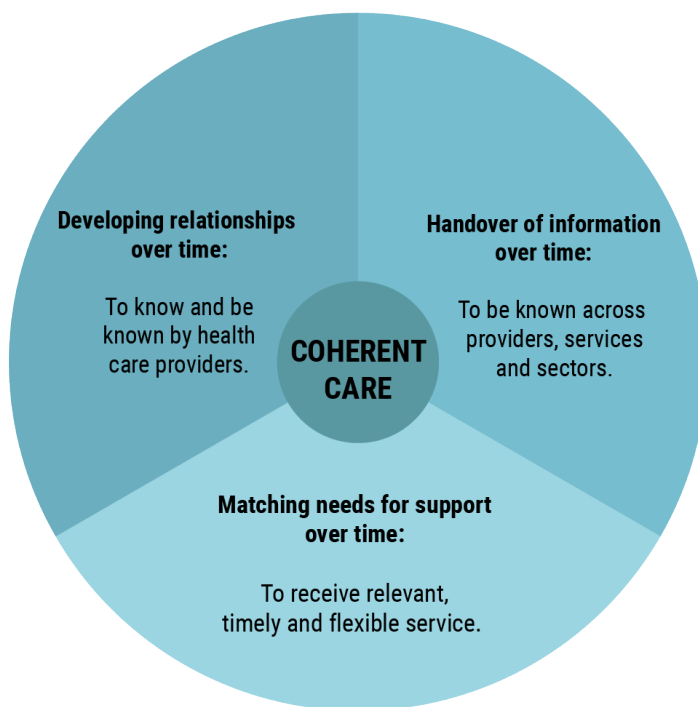 Developing relationships
over time:
To know and be
known by health
care providers.
Handover of information
over time:
To be known across
providers, services
and sectors.
COHERENT
CARE
Matching needs for support
over time:
To receive relevant,
timely and flexible service.